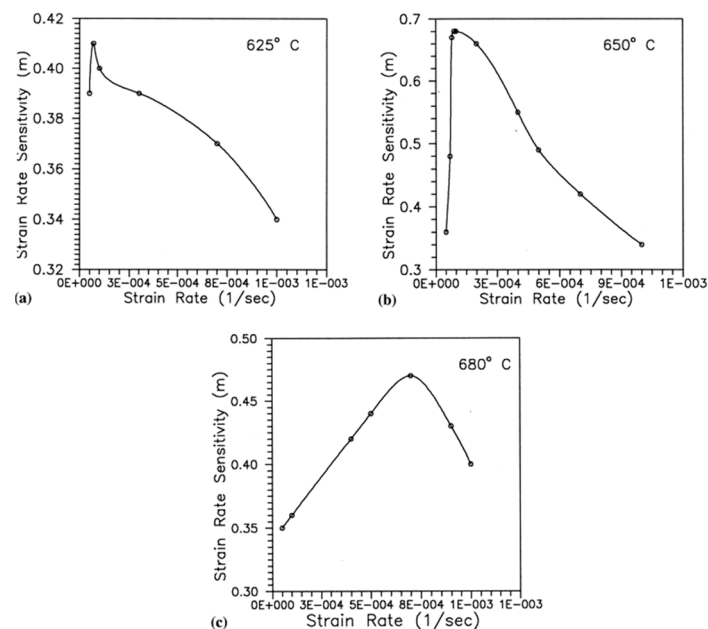 0.42
0.40
0.38
0.36
0.34
0.32
Strain Rate Sensitivity (m)
625° C
0E+000 3E-004 5E-004 8E-004 1E-003 1E-003
(a) Strain Rate (1/sec)
0.7
0.6
0.5
0.4
0.3
Strain Rate Sensitivity (m)
650° C
0E+000 3E-004 6E-004 9E-004 1E-003
(b) Strain Rate (1/sec)
0.50
0.45
0.40
0.35
0.30
Strain Rate Sensitivity (m)
680° C
0E+000 3E-004 5E-004 8E-004 1E-003 1E-003
(c) Strain Rate (1/sec)